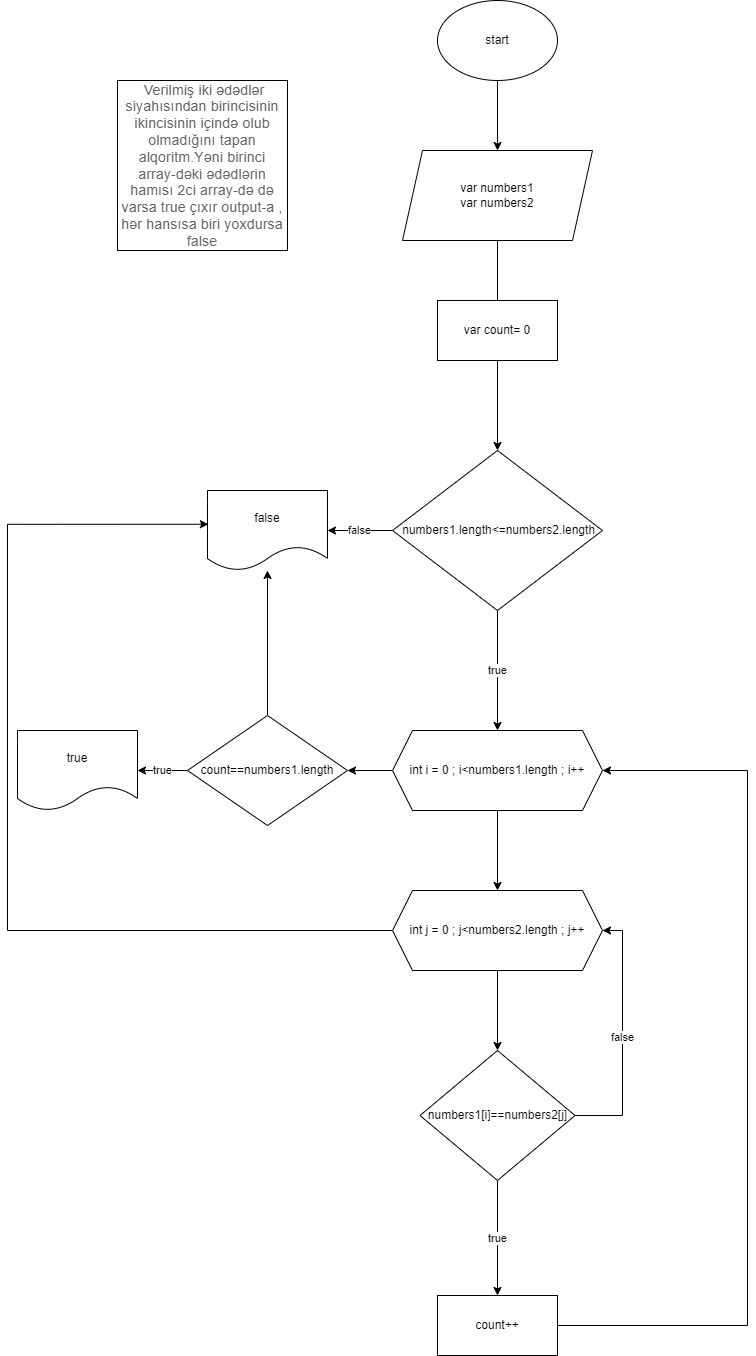 start
Verilmiş iki ədədlər
siyahısından birincisinin
ikincisinin içində olub
olmadığını tapan
alqoritm.Yəni birinci
array-dəki ədədlərin
hamısı 2ci array-də də
varsa true çıxır output-a ,
hər hansısa biri yoxdursa
false
var numbers1
var numbers2
var count= 0
false
false
numbers1.length<=numbers2.length
true
true
true
count==numbers1.length
int i = 0 ; i<numbers1.length ; i++
int j = 0 ; j<numbers2.length ; j++
false
numbers1[i]==numbers2[j]
true
count++